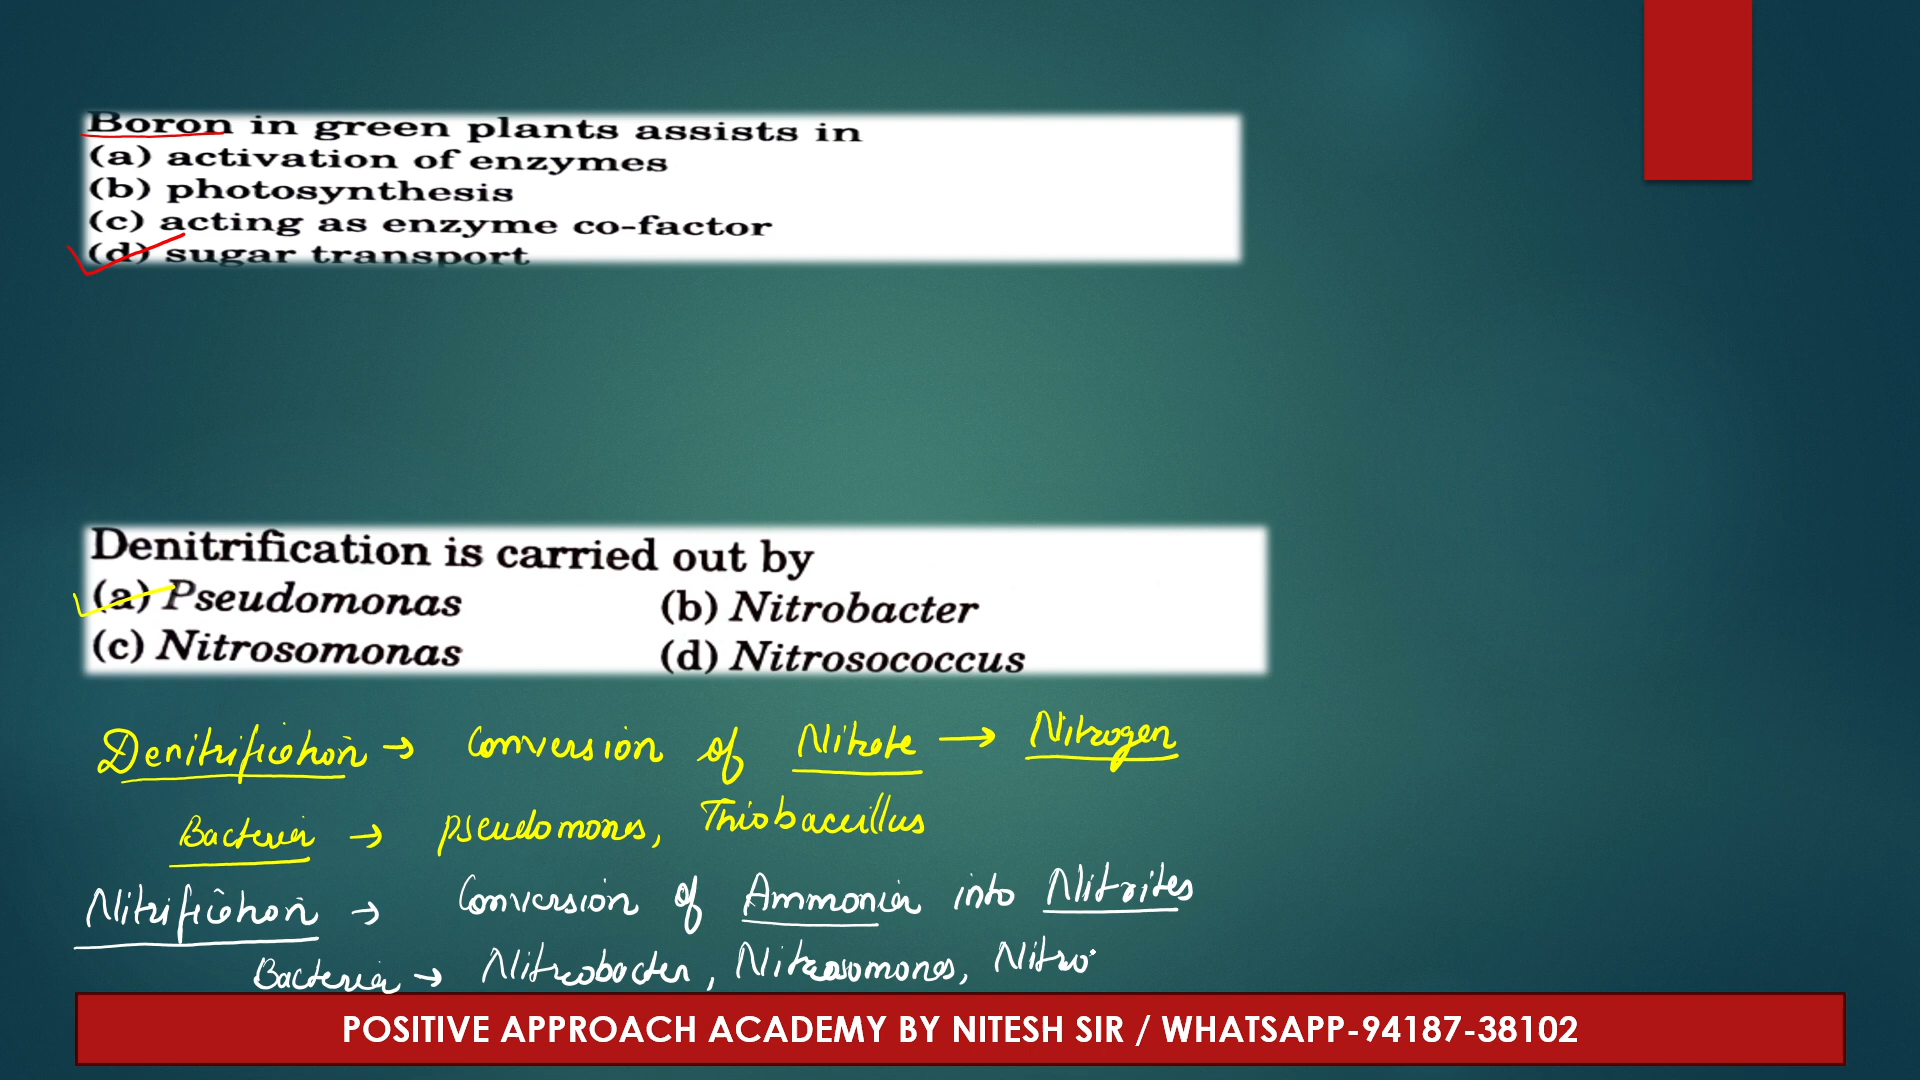 Boron in green plants assists in
(a) activation of enzymes
(b) photosynthesis
(c) acting as enzyme co-factor
(d) sugar transport
Denitrification is carried out by
(a) Pseudomonas (b) Nitrobacter
(c) Nitrosomonas (d) Nitrosococcus
Denitrification → Conversion of Nitrate → Nitrogen
Bacteria → pseudomonas, Thiobacillus
Nitrification → Conversion of Ammonia into Nitrites
Bacteria → Nitrobacter, Nitrosomonas, Nitro
POSITIVE APPROACH ACADEMY BY NITESH SIR / WHATSAPP-94187-38102